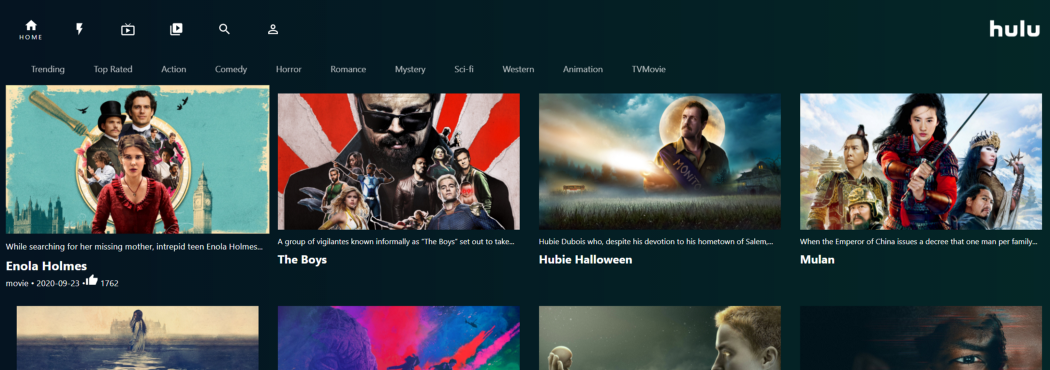 hulu
HOME
Trending Top Rated Action Comedy Horror Romance Mystery Sci-fi Western Animation TVMovie
MONITOR
While searching for her missing mother, intrepid teen Enola Holmes...
Enola Holmes
movie • 2020-09-23 • 1762
A group of vigilantes known informally as “The Boys” set out to take...
The Boys
Hubie Dubois who, despite his devotion to his hometown of Salem,...
Hubie Halloween
When the Emperor of China issues a decree that one man per family...
Mulan